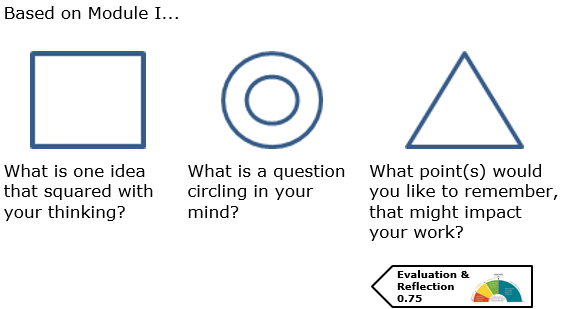 Based on Module I...
What is one idea
that squared with
your thinking?
What is a question
circling in your
mind?
What point(s) would
you like to remember,
that might impact
your work?
Evaluation &
Reflection
0.75